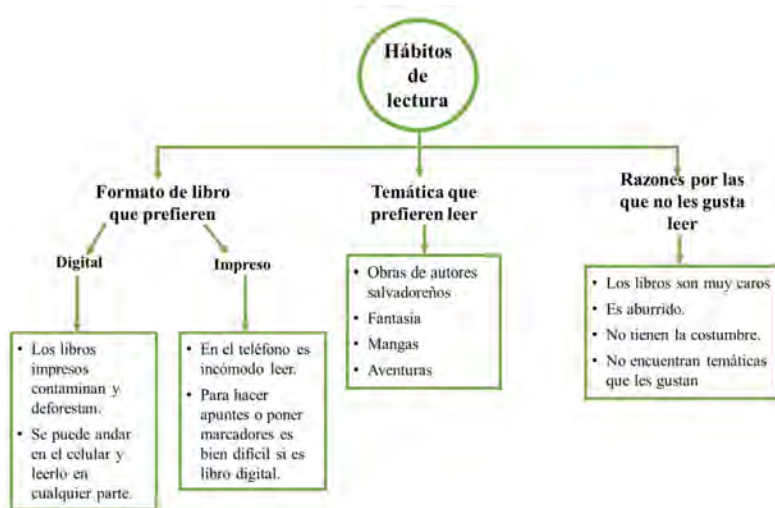 Hábitos
de
lectura
Formato de libro
que prefieren
Digital
• Los libros
impresos
contaminan y
deforestan.
• Se puede andar
en el celular y
leerlo en
cualquier parte.
Impreso
• En el teléfono es
incómodo leer.
• Para hacer
apuntes o poner
marcadores es
bien difícil si es
libro digital.
Temática que
prefieren leer
• Obras de autores
salvadoreños
• Fantasía
• Mangas
• Aventuras
Razones por las
que no les gusta
leer
• Los libros son muy caros
• Es aburrido.
• No tienen la costumbre.
• No encuentran temáticas
que les gustan